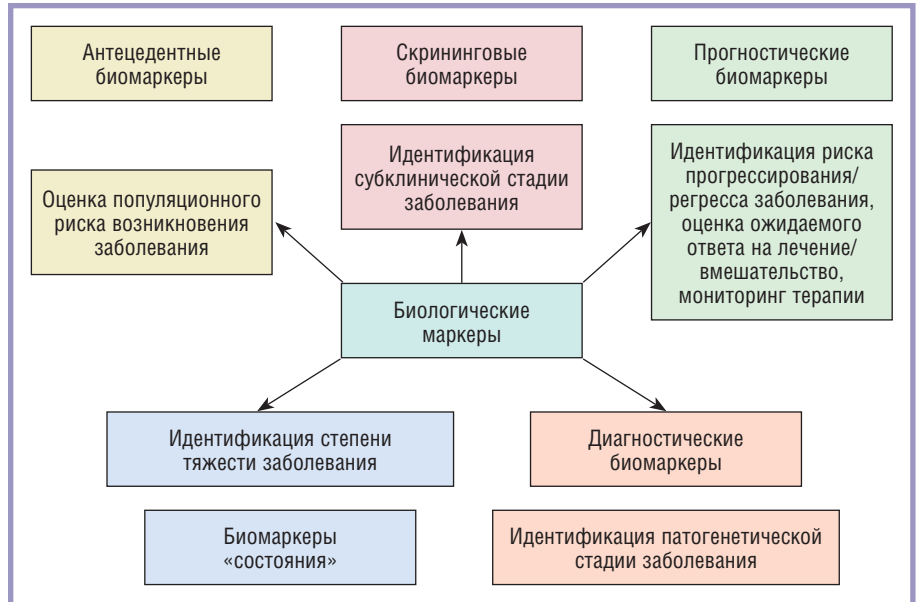 Антецедентные
биомаркеры
Скрининговые
биомаркеры
Прогностические
биомаркеры
Оценка популяционного
риска возникновения
заболевания
Идентификация
субклинической стадии
заболевания
Идентификация риска
прогрессирования/
регресса заболевания,
оценка ожидаемого
ответа на лечение/
вмешательство,
мониторинг терапии
Биологические
маркеры
Идентификация степени
тяжести заболевания
Диагностические
биомаркеры
Биомаркеры
«состояния»
Идентификация патогенетической
стадии заболевания